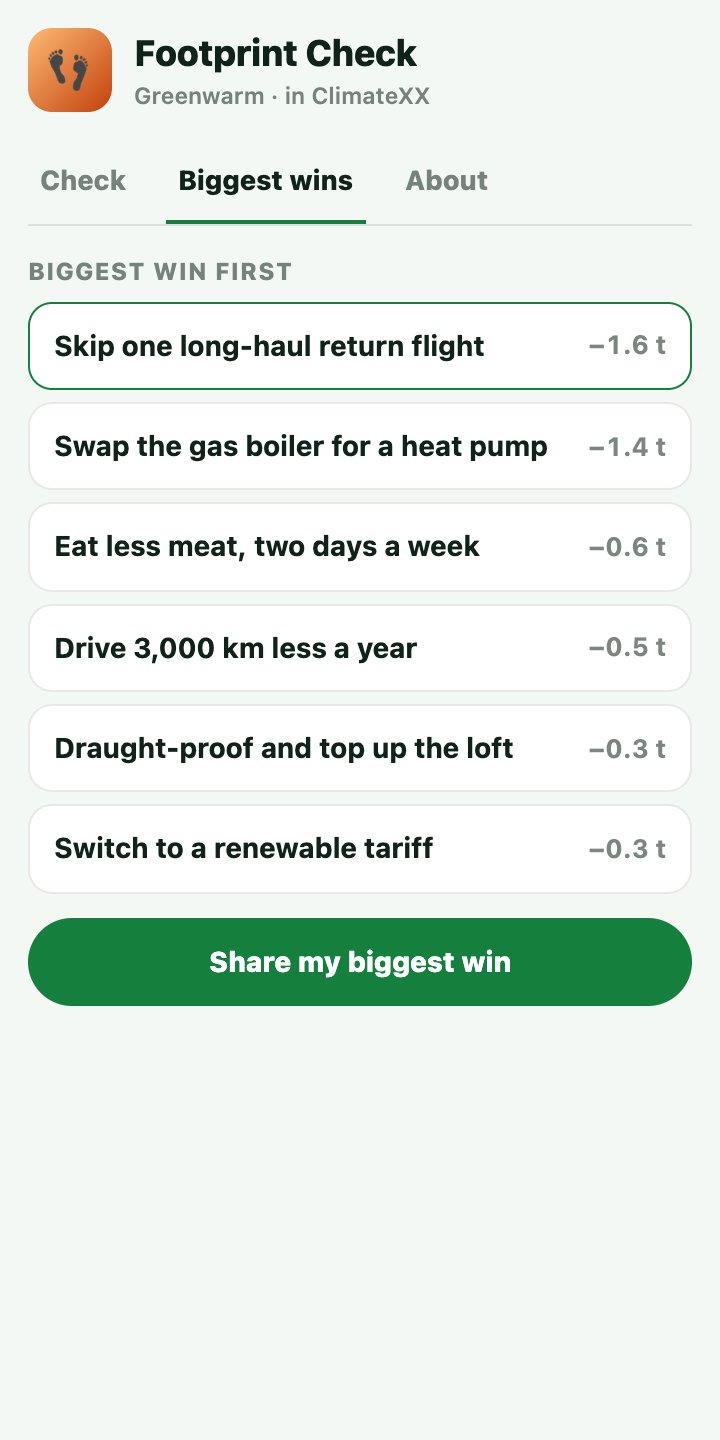 Footprint Check
Greenwarm · in ClimateXX
Check
Biggest wins
About
BIGGEST WIN FIRST
Skip one long-haul return flight −1.6 t
Swap the gas boiler for a heat pump −1.4 t
Eat less meat, two days a week −0.6 t
Drive 3,000 km less a year −0.5 t
Draught-proof and top up the loft −0.3 t
Switch to a renewable tariff −0.3 t
Share my biggest win